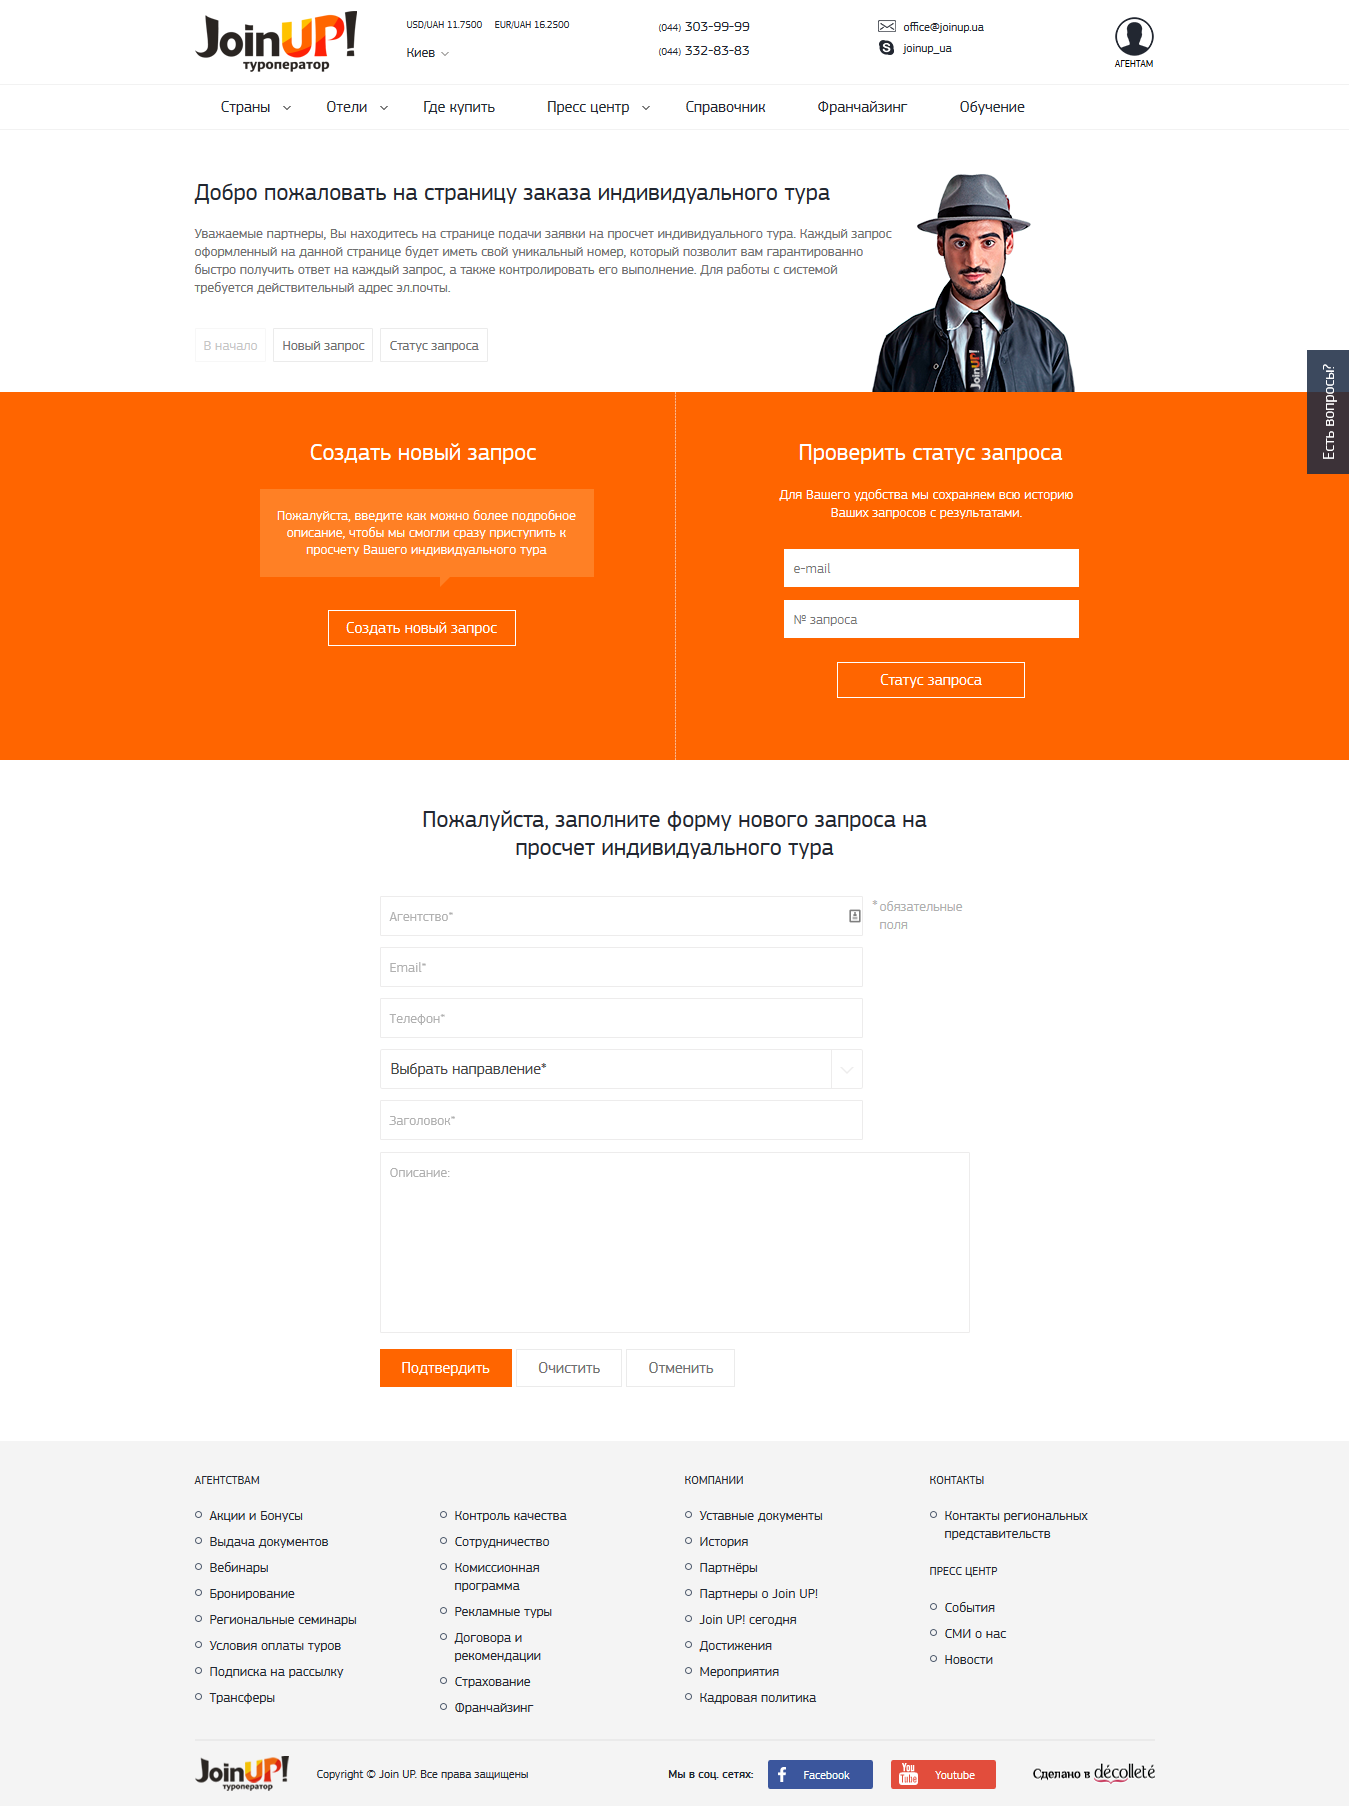 JoinUP!
туроператор
USD/UAH 11.7500 EUR/UAH 16.2500
Киев
(044) 303-99-99
(044) 332-83-83
office@joinup.ua
joinup_ua
АГЕНТАМ
Страны Отели Где купить Пресс центр Справочник Франчайзинг Обучение
Добро пожаловать на страницу заказа индивидуального тура
Уважаемые партнеры, Вы находитесь на странице подачи заявки на просчет индивидуального тура. Каждый запрос
оформленный на данной странице будет иметь свой уникальный номер, который позволит вам гарантированно
быстро получить ответ на каждый запрос, а также контролировать его выполнение. Для работы с системой
требуется действительный адрес эл.почты.
В начало Новый запрос Статус запроса
JoinUP!
Есть вопросы?
Создать новый запрос
Пожалуйста, введите как можно более подробное
описание, чтобы мы смогли сразу приступить к
просчету Вашего индивидуального тура
Создать новый запрос
Проверить статус запроса
Для Вашего удобства мы сохраняем всю историю
Ваших запросов с результатами.
e-mail
№ запроса
Статус запроса
Пожалуйста, заполните форму нового запроса на
просчет индивидуального тура
Агентство*
* обязательные
поля
Email*
Телефон*
Выбрать направление*
Заголовок*
Описание:
Подтвердить Очистить Отменить
АГЕНТСТВАМ
Акции и Бонусы
Выдача документов
Вебинары
Бронирование
Региональные семинары
Условия оплаты туров
Подписка на рассылку
Трансферы
Контроль качества
Сотрудничество
Комиссионная
программа
Рекламные туры
Договора и
рекомендации
Страхование
Франчайзинг
КОМПАНИИ
Уставные документы
История
Партнёры
Партнеры о Join UP!
Join UP! сегодня
Достижения
Мероприятия
Кадровая политика
КОНТАКТЫ
Контакты региональных
представительств
ПРЕСС ЦЕНТР
События
СМИ о нас
Новости
JoinUP!
туроператор
Copyright © Join UP. Все права защищены
Мы в соц. сетях:
f Facebook
You
Tube
Youtube
Сделано в décolleté